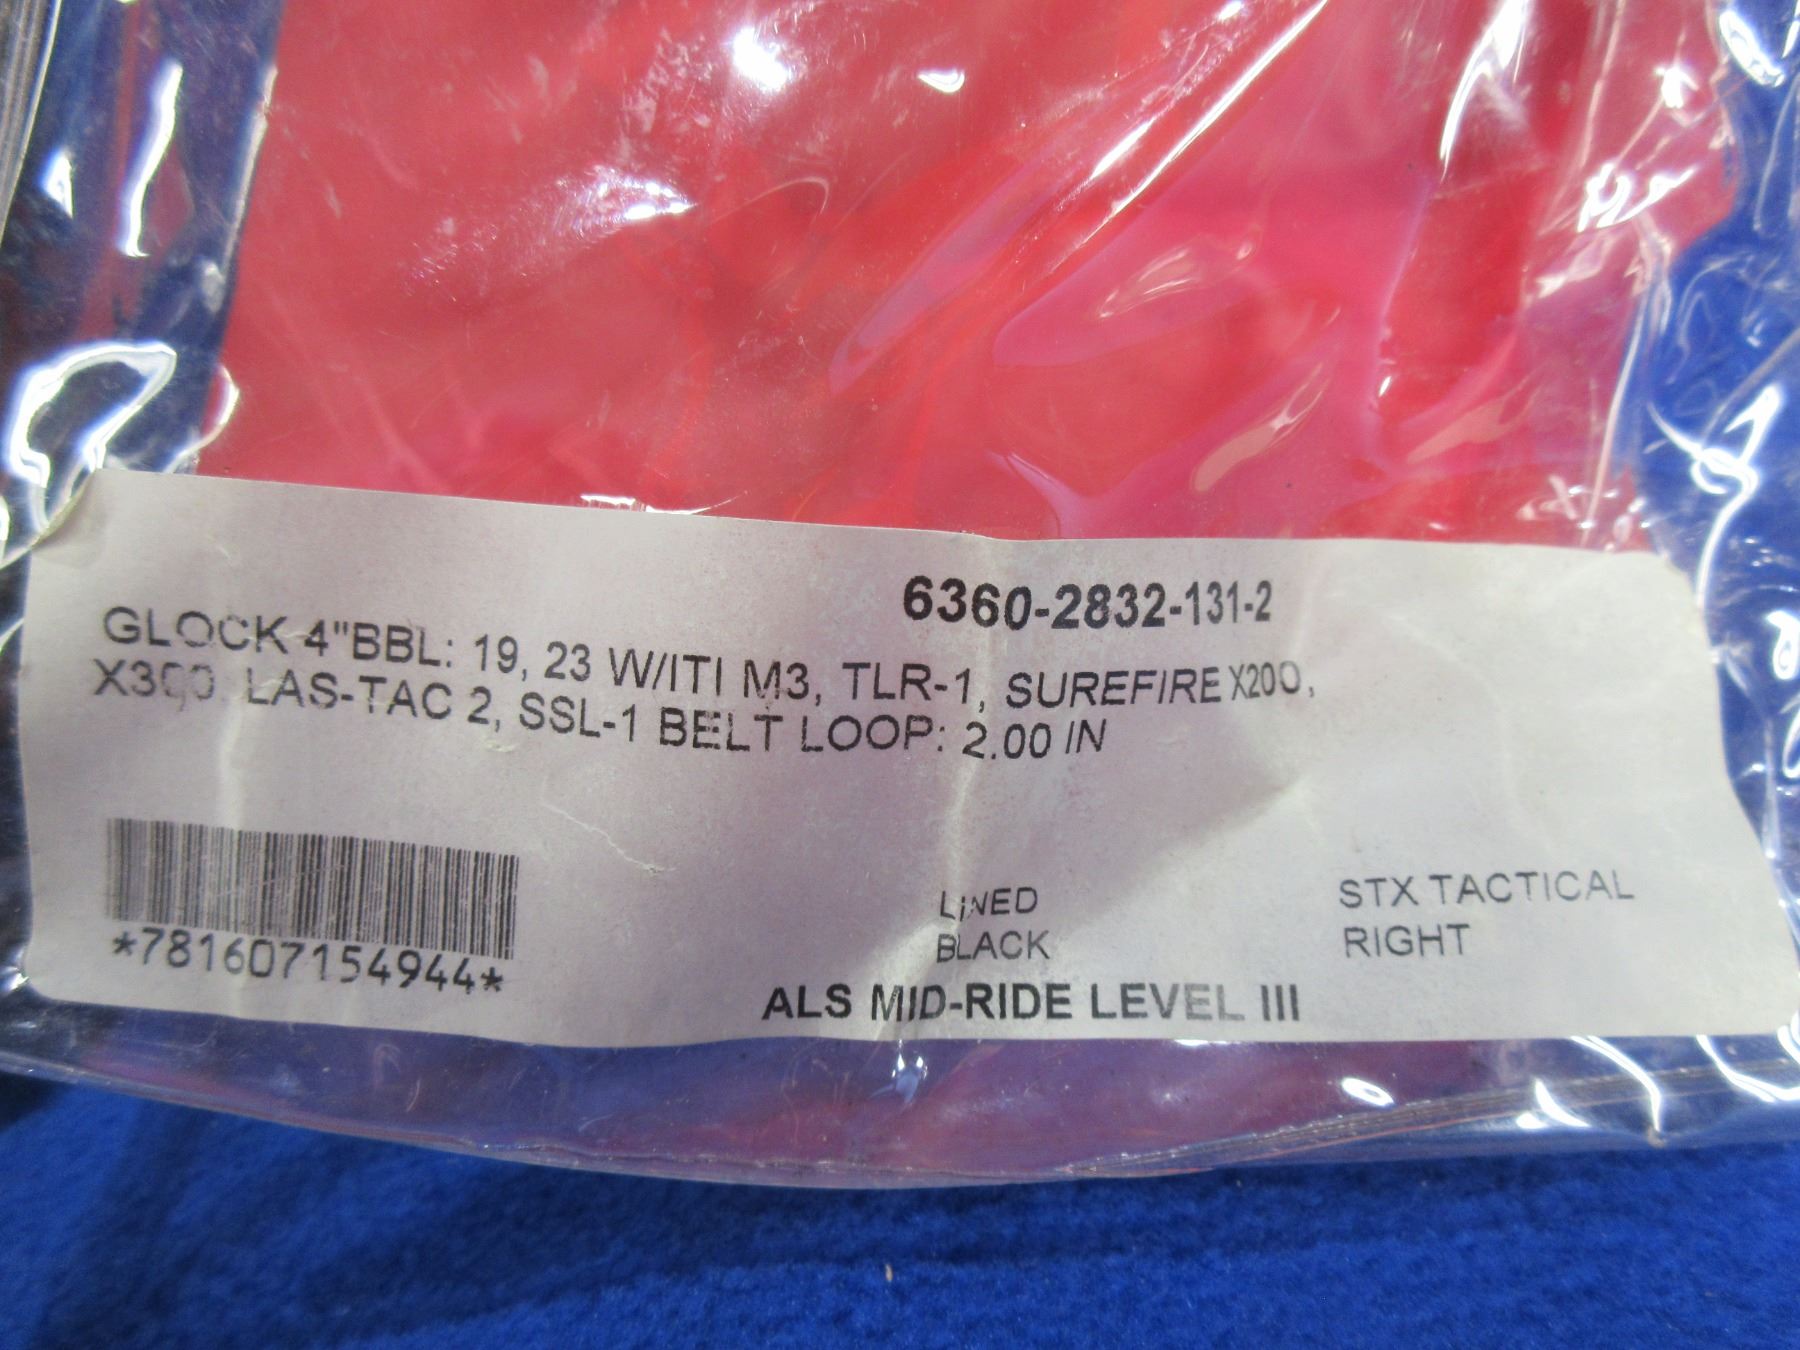 6360-2832-131-2
GLOCK 4"BBL: 19, 23 W/ITI M3, TLR-1, SUREFIRE X200,
X300 LAS-TAC 2, SSL-1 BELT LOOP: 2.00 IN
*781607154944*
LINED STX TACTICAL
BLACK RIGHT
ALS MID-RIDE LEVEL III